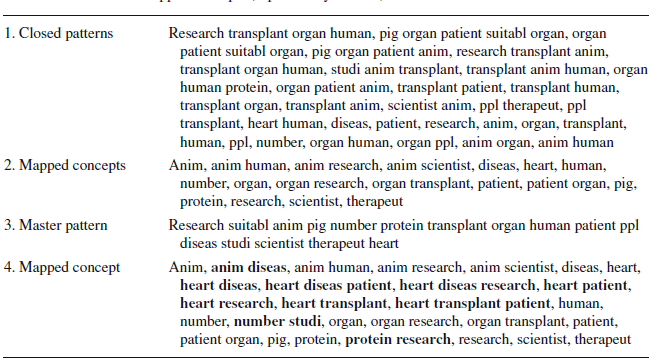 1. Closed patterns Research transplant organ human, pig organ patient suitabl organ, organ
patient suitabl organ, pig organ patient anim, research transplant anim,
transplant organ human, studi anim transplant, transplant anim human, organ
human protein, organ patient anim, transplant patient, transplant human,
transplant organ, transplant anim, scientist anim, ppl therapeut, ppl
transplant, heart human, diseas, patient, research, anim, organ, transplant,
human, ppl, number, organ human, organ ppl, anim organ, anim human
2. Mapped concepts Anim, anim human, anim research, anim scientist, diseas, heart, human,
number, organ, organ research, organ transplant, patient, patient organ, pig,
protein, research, scientist, therapeut
3. Master pattern Research suitabl anim pig number protein transplant organ human patient ppl
diseas studi scientist therapeut heart
4. Mapped concept Anim, anim diseas, anim human, anim research, anim scientist, diseas, heart,
heart diseas, heart diseas patient, heart diseas research, heart patient,
heart research, heart transplant, heart transplant patient, human,
number, number studi, organ, organ research, organ transplant, patient,
patient organ, pig, protein, protein research, research, scientist, therapeut